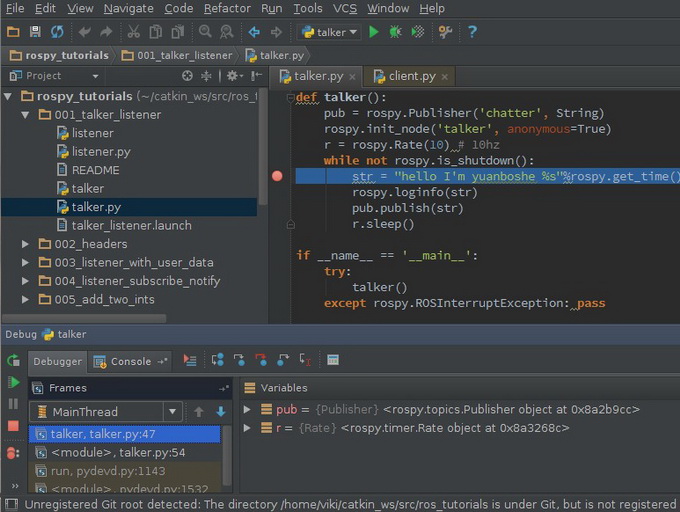 File Edit View Navigate Code Refactor Run Tools VCS Window Help
talker
rospy_tutorials 001_talker_listener talker.py
Project
talker.py client.py
rospy_tutorials (~/catkin_ws/src/ros_t
001_talker_listener
listener
listener.py
README
talker
talker.py
talker_listener.launch
002_headers
003_listener_with_user_data
004_listener_subscribe_notify
005_add_two_ints
def talker():
pub = rospy.Publisher('chatter', String)
rospy.init_node('talker', anonymous=True)
r = rospy.Rate(10) # 10hz
while not rospy.is_shutdown():
str = "hello I'm yuanboshe %s"%rospy.get_time()
rospy.loginfo(str)
pub.publish(str)
r.sleep()
if __name__ == '__main__':
try:
talker()
except rospy.ROSInterruptException: pass
Debug talker
Debugger Console
Frames
MainThread
talker, talker.py:47
<module>, talker.py:54
run, pydevd.py:1143
<module>, pydevd.py:1532
Variables
pub = {Publisher} <rospy.topics.Publisher object at 0x8a2b9cc>
r = {Rate} <rospy.timer.Rate object at 0x8a3268c>
Unregistered Git root detected: The directory /home/viki/catkin_ws/src/ros_tutorials is under Git, but is not registered